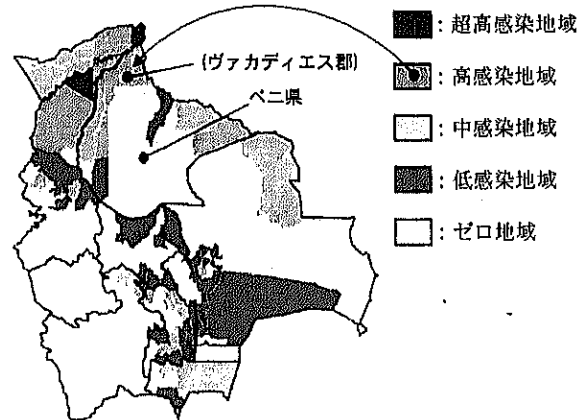 (ヴァカディエス郡)
ベニ県
:超高感染地域
:高感染地域
:中感染地域
:低感染地域
:ゼロ地域